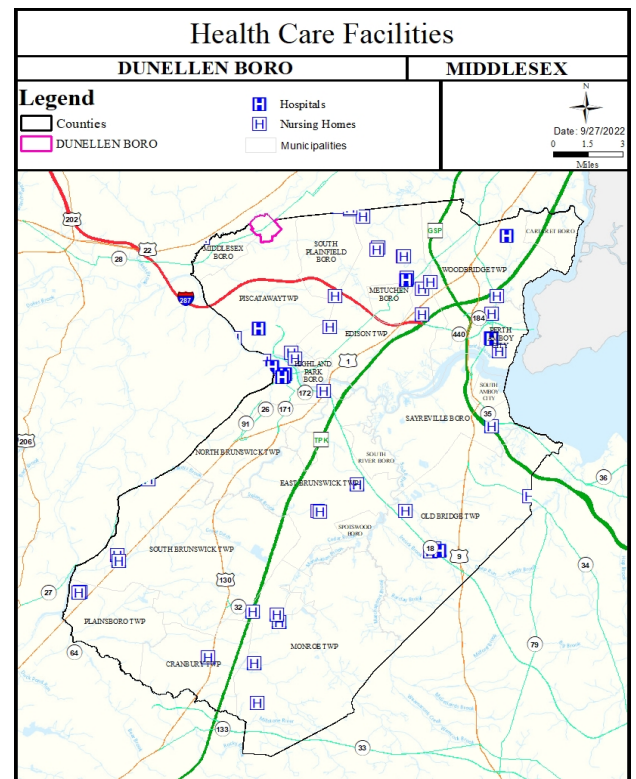 Health Care Facilities
DUNELLEN BORO
MIDDLESEX
Legend
Counties
DUNELLEN BORO
Hospitals
Nursing Homes
Municipalities
N
Date: 9/27/2022
0 1.5 3
Miles
202
22
28
287
GSP
CARTERET BORO
MIDDLESEX
BORO
SOUTH
PLAINFIELD
BORO
WOODBRIDGE TWP
METUCHEN
BORO
PISCATAWAY TWP
EDISON TWP
184
440
PERTH
AMBOY
1
HIGHLAND
PARK
BORO
172
SOUTH
AMBOY
CITY
26
171
91
35
SAYREVILLE BORO
206
TPK
NORTH BRUNSWICK TWP
SOUTH
RIVER BORO
36
EAST BRUNSWICK TWP
OLD BRIDGE TWP
SPOTSWOOD
BORO
SOUTH BRUNSWICK TWP
18
9
34
130
27
32
PLAINSBORO TWP
MONROE TWP
79
64
CRANBURY TWP
133
33